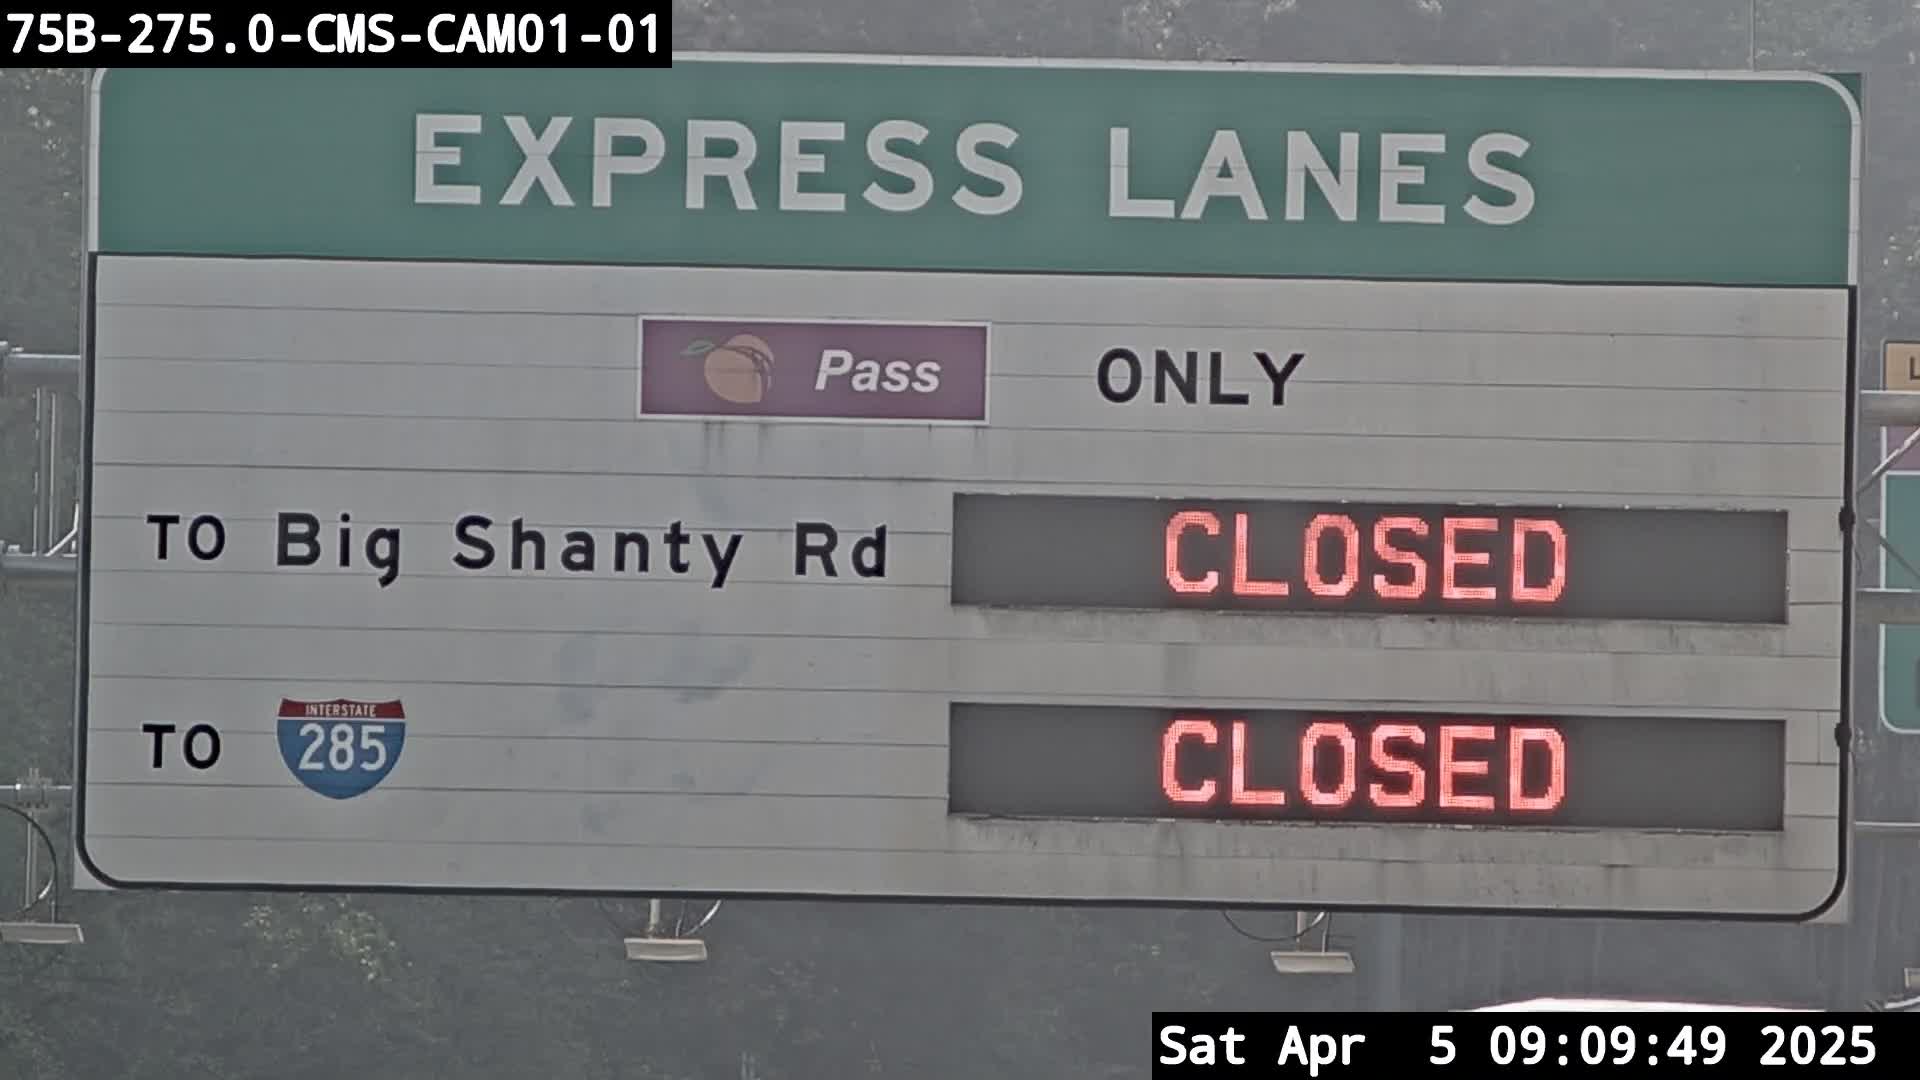 75B-275.0-CMS-CAM01-01
EXPRESS LANES
Pass ONLY
TO Big Shanty Rd CLOSED
TO INTERSTATE 285 CLOSED
Sat Apr 5 09:09:49 2025